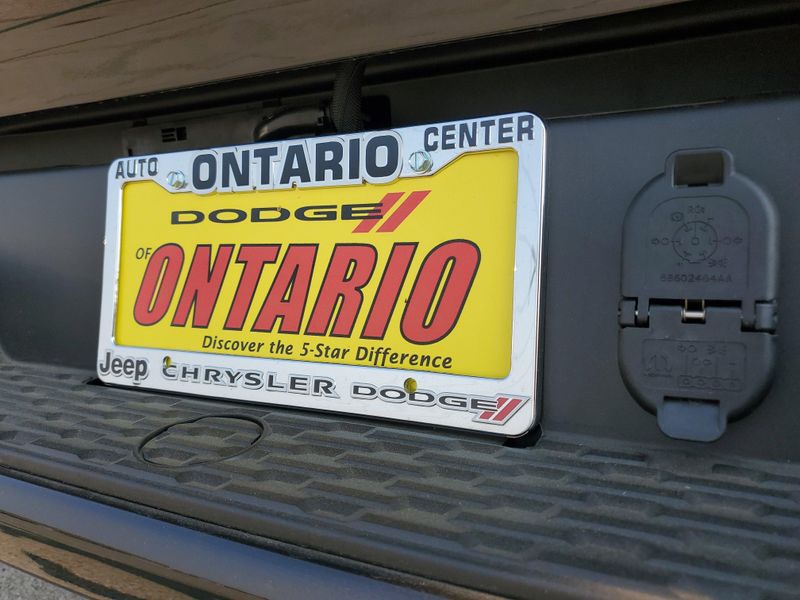 AUTO ONTARIO CENTER
DODGE
OF ONTARIO
Discover the 5-Star Difference
Jeep CHRYSLER DODGE
68602464AA